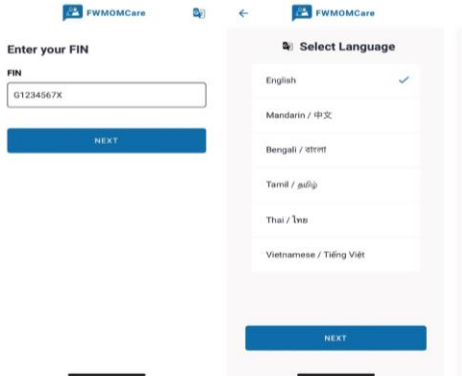 FWMOMCare
Enter your FIN
FIN
G1234567X
NEXT
FWMOMCare
Select Language
English
Mandarin / 中文
Bengali / বাংলা
Tamil / தமிழ்
Thai / ไทย
Vietnamese / Tiếng Việt
NEXT